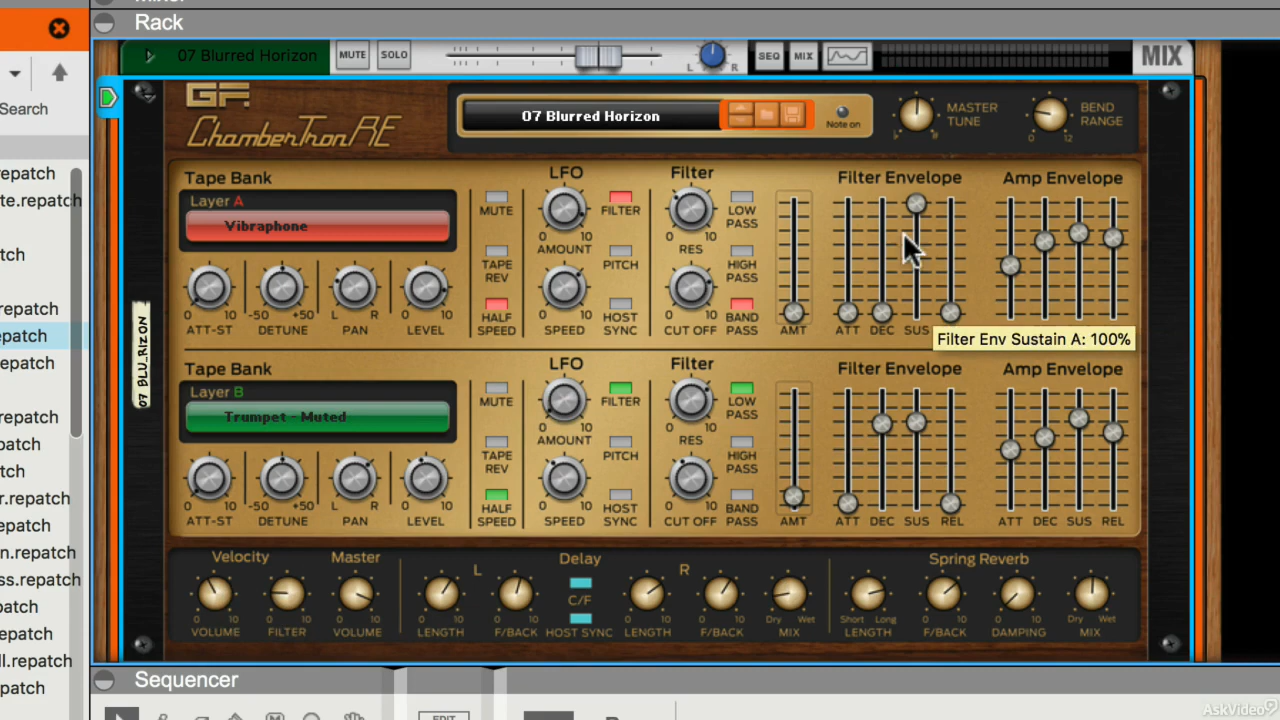 Rack
07 Blurred Horizon
MUTE
SOLO
L R
SEQ
MIX
MIX
Search
GF
ChamberTron RE
07 Blurred Horizon
Note on
MASTER TUNE
BEND RANGE
0 12
epatch
te.repatch
tch
repatch
epatch
epatch
repatch
patch
tch
r.repatch
epatch
n.repatch
ss.repatch
patch
epatch
ll.repatch
patch
07 BLU_RIZON
Tape Bank
Layer A
Vibraphone
0 10
ATT-ST
-50 +50
DETUNE
L R
PAN
0 10
LEVEL
MUTE
TAPE REV
HALF SPEED
LFO
0 10
AMOUNT
0 10
SPEED
FILTER
PITCH
HOST SYNC
Filter
0 10
RES
0 10
CUT OFF
LOW PASS
HIGH PASS
BAND PASS
AMT
Filter Envelope
ATT DEC SUS
Filter Env Sustain A: 100%
Amp Envelope
Tape Bank
Layer B
Trumpet - Muted
0 10
ATT-ST
-50 +50
DETUNE
L R
PAN
0 10
LEVEL
MUTE
TAPE REV
HALF SPEED
LFO
0 10
AMOUNT
0 10
SPEED
FILTER
PITCH
HOST SYNC
Filter
0 10
RES
0 10
CUT OFF
LOW PASS
HIGH PASS
BAND PASS
AMT
Filter Envelope
ATT DEC SUS REL
Amp Envelope
ATT DEC SUS REL
Velocity
0 10
VOLUME
0 10
FILTER
Master
0 10
VOLUME
Delay
L
0 10
LENGTH
0 10
F/BACK
C/F
HOST SYNC
R
0 10
LENGTH
0 10
F/BACK
Dry Wet
MIX
Spring Reverb
Short Long
LENGTH
0 10
F/BACK
0 10
DAMPING
Dry Wet
MIX
Sequencer
EDIT
AskVideo